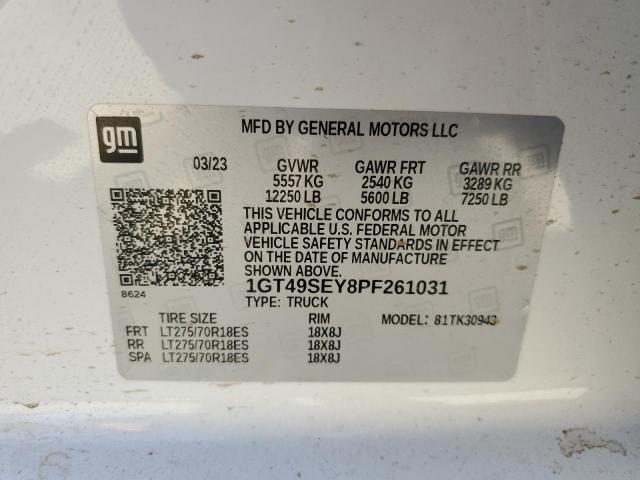 gm
MFD BY GENERAL MOTORS LLC
03/23 GVWR GAWR FRT GAWR RR
5557 KG 2540 KG 3289 KG
12250 LB 5600 LB 7250 LB
THIS VEHICLE CONFORMS TO ALL
APPLICABLE U.S. FEDERAL MOTOR
VEHICLE SAFETY STANDARDS IN EFFECT
ON THE DATE OF MANUFACTURE
SHOWN ABOVE.
8624
1GT49SEY8PF261031
TYPE: TRUCK
TIRE SIZE RIM MODEL: 81TK30943
FRT LT275/70R18ES 18X8J
RR LT275/70R18ES 18X8J
SPA LT275/70R18ES 18X8J